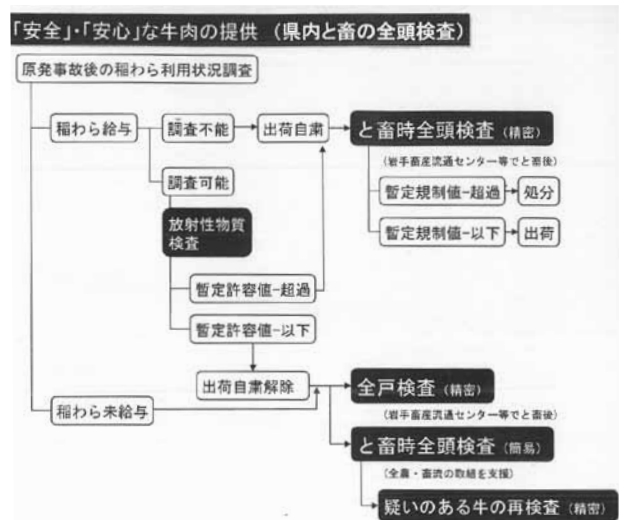 「安全」・「安心」な牛肉の提供 (県内と畜の全頭検査)
原発事故後の稲わら利用状況調査
稲わら給与
調査不能
出荷自粛
と畜時全頭検査 (精密)
(岩手畜産流通センター等でと畜後)
暫定規制値-超過
処分
暫定規制値-以下
出荷
調査可能
放射性物質
検査
暫定許容値-超過
暫定許容値-以下
出荷自粛解除
稲わら未給与
全戸検査 (精密)
(岩手畜産流通センター等でと畜後)
と畜時全頭検査 (簡易)
(全農・畜流の取組を支援)
疑いのある牛の再検査 (精密)